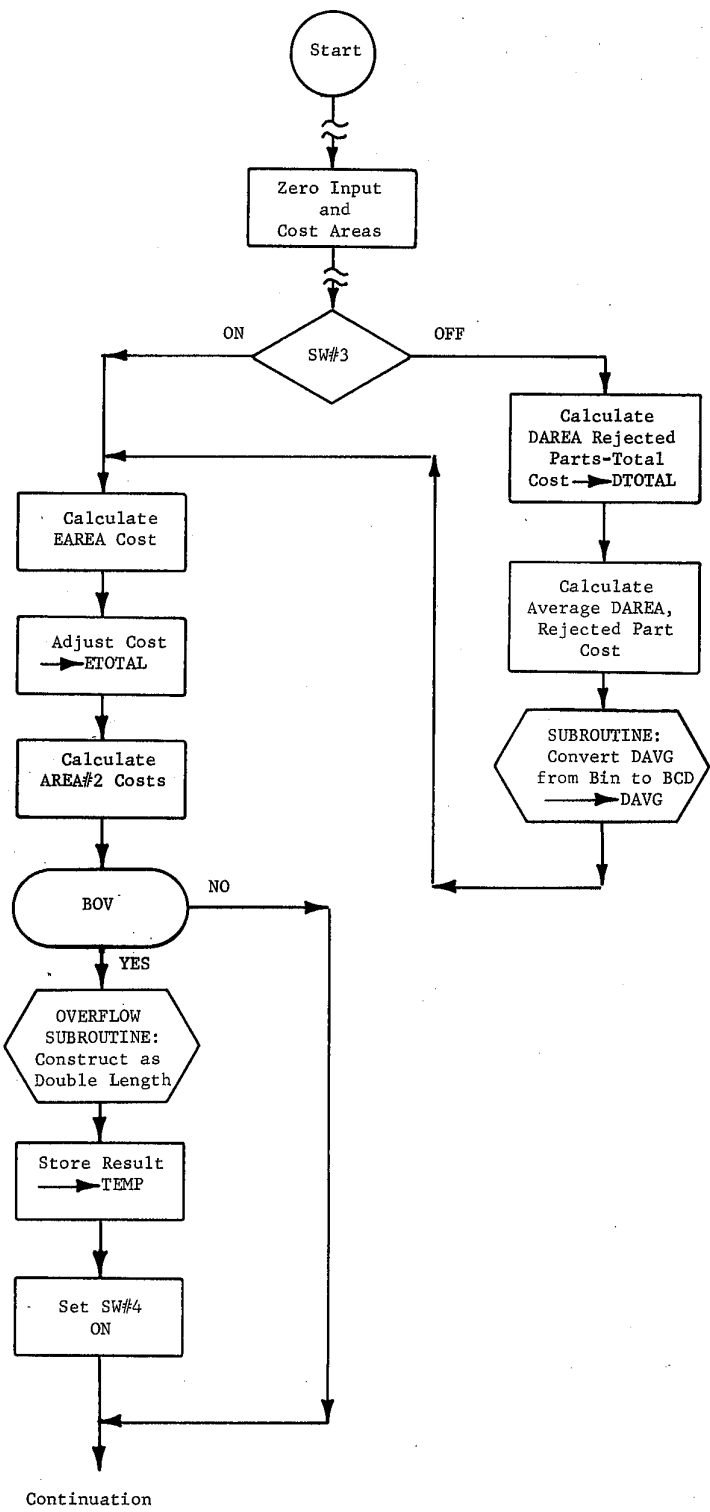 Start
Zero Input
and
Cost Areas
ON
SW#3
OFF
Calculate
DAREA Rejected
Parts-Total
Cost→DTOTAL
Calculate
Average DAREA,
Rejected Part
Cost
SUBROUTINE:
Convert DAVG
from Bin to BCD
→DAVG
Calculate
EAREA Cost
Adjust Cost
→ETOTAL
Calculate
AREA#2 Costs
BOV
NO
YES
OVERFLOW
SUBROUTINE:
Construct as
Double Length
Store Result
→TEMP
Set SW#4
ON
Continuation